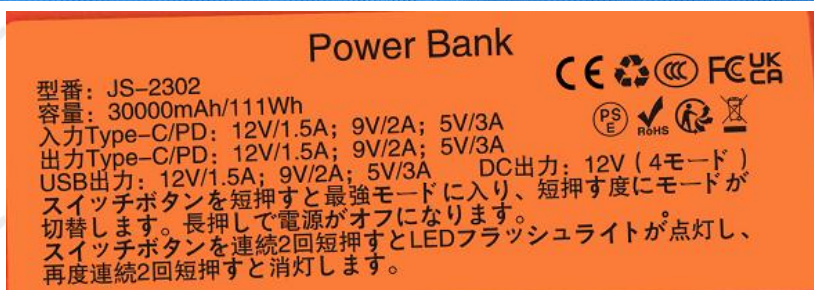 Power Bank
CE CCC FC UK CA
型番：JS-2302
容量：30000mAh/111Wh
PS E RoHS
入力Type-C/PD：12V/1.5A；9V/2A；5V/3A
出力Type-C/PD：12V/1.5A；9V/2A；5V/3A
USB出力：12V/1.5A；9V/2A；5V/3A DC出力：12V（4モード）
スイッチボタンを短押すと最強モードに入り、短押す度にモードが
切替します。長押しで電源がオフになります。
スイッチボタンを連続2回短押すとLEDフラッシュライトが点灯し、
再度連続2回短押すと消灯します。